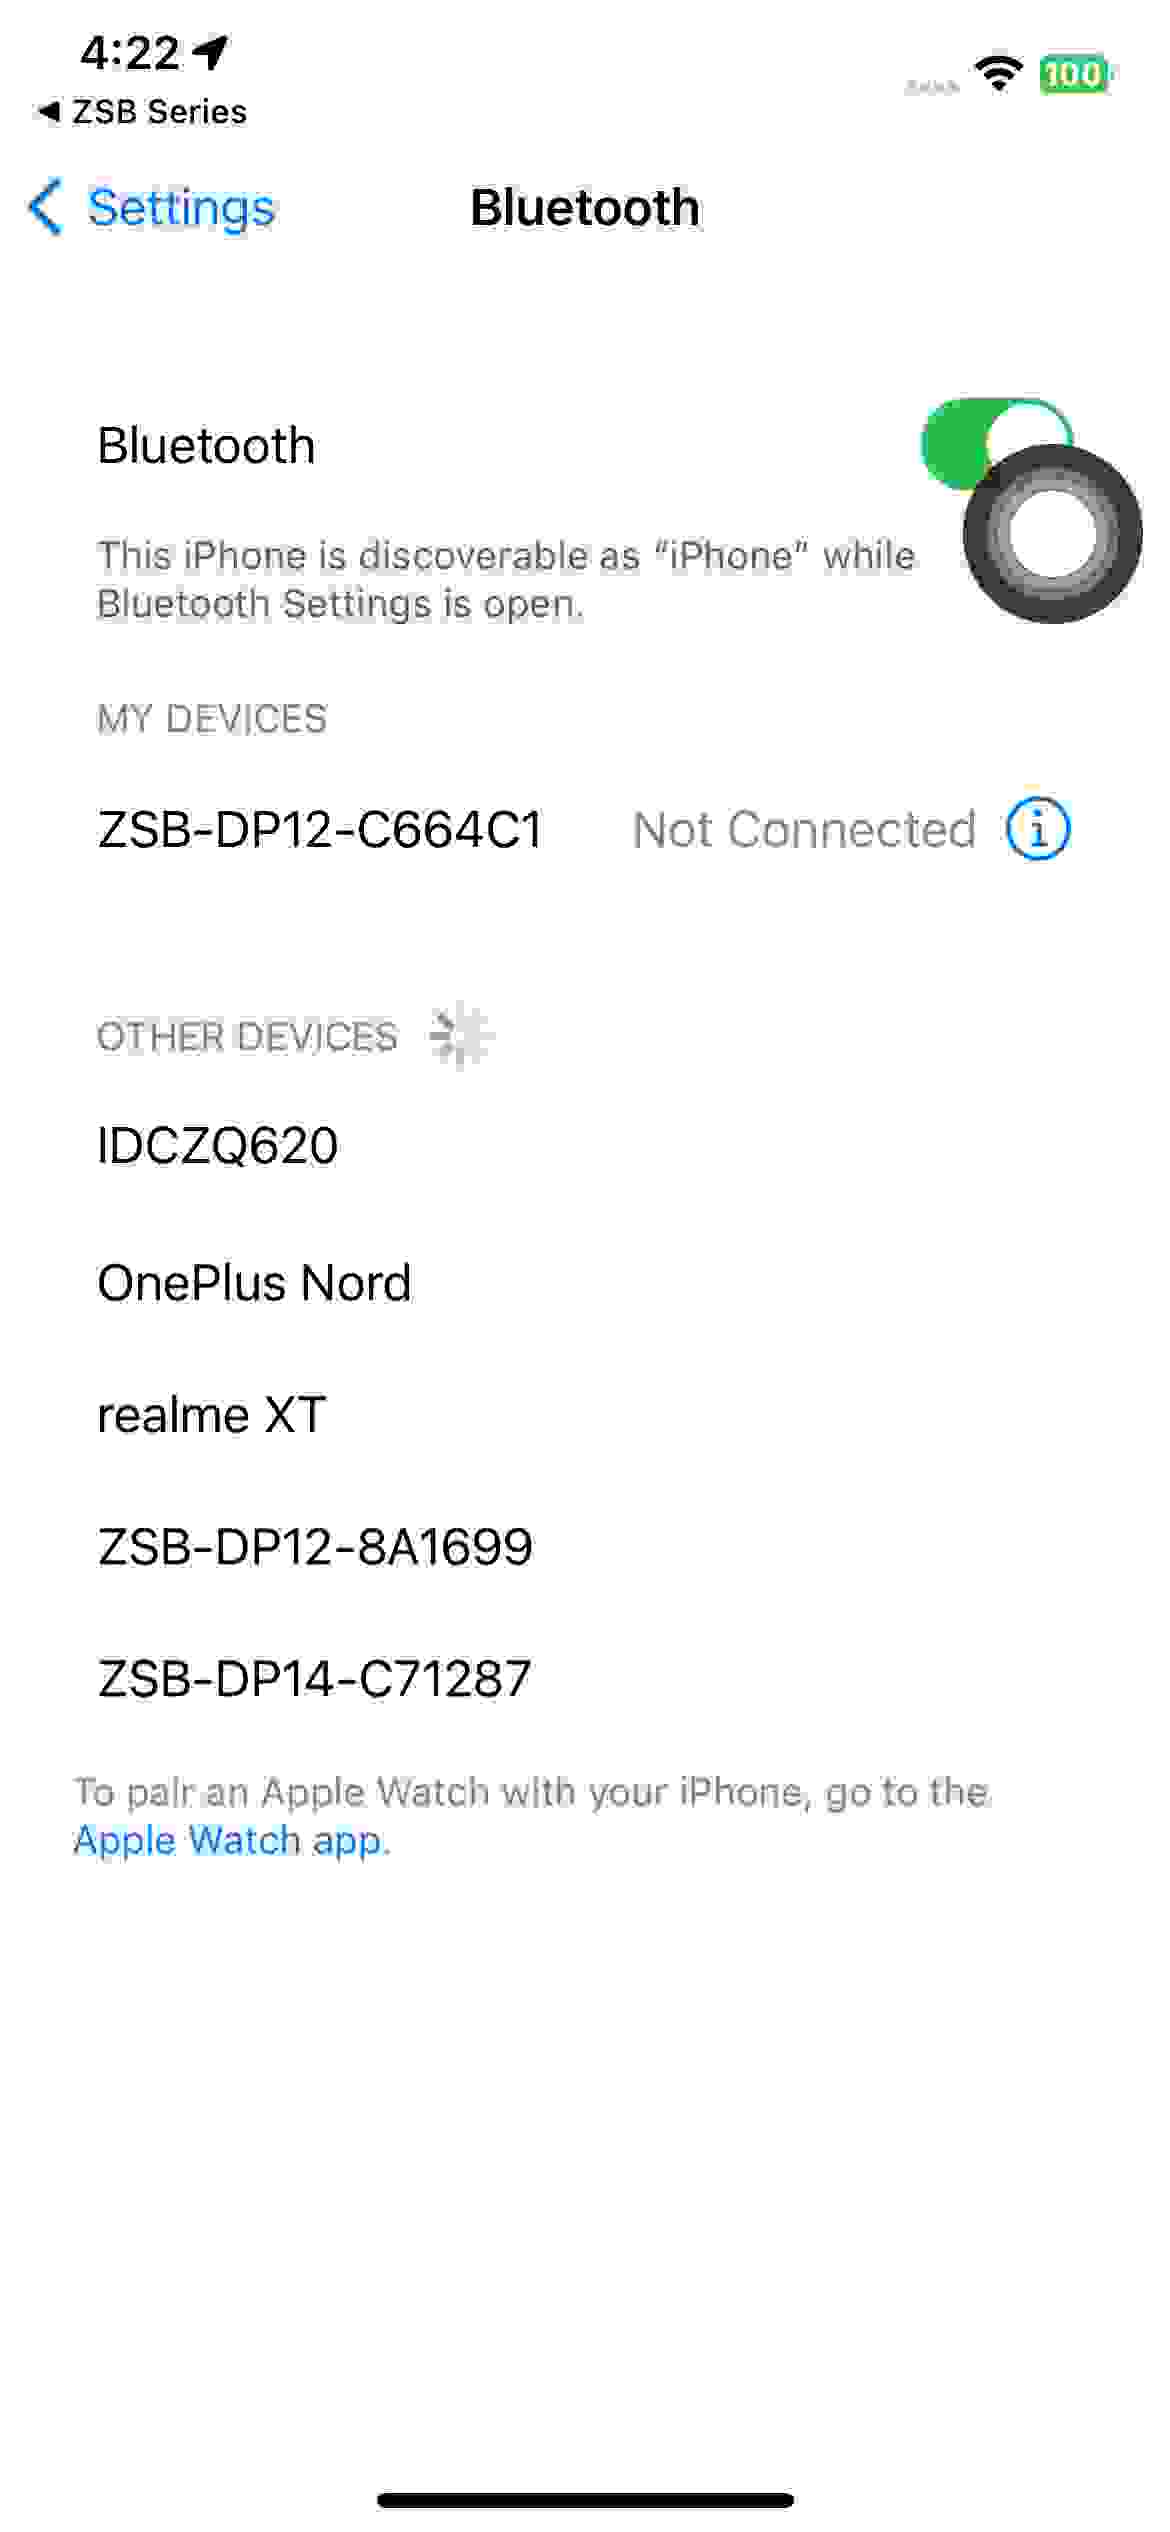 4:22
100
◀ ZSB Series
Settings
Bluetooth
Bluetooth
This iPhone is discoverable as “iPhone” while
Bluetooth Settings is open.
MY DEVICES
ZSB-DP12-C664C1 Not Connected
OTHER DEVICES
IDCZQ620
OnePlus Nord
realme XT
ZSB-DP12-8A1699
ZSB-DP14-C71287
To pair an Apple Watch with your iPhone, go to the
Apple Watch app.